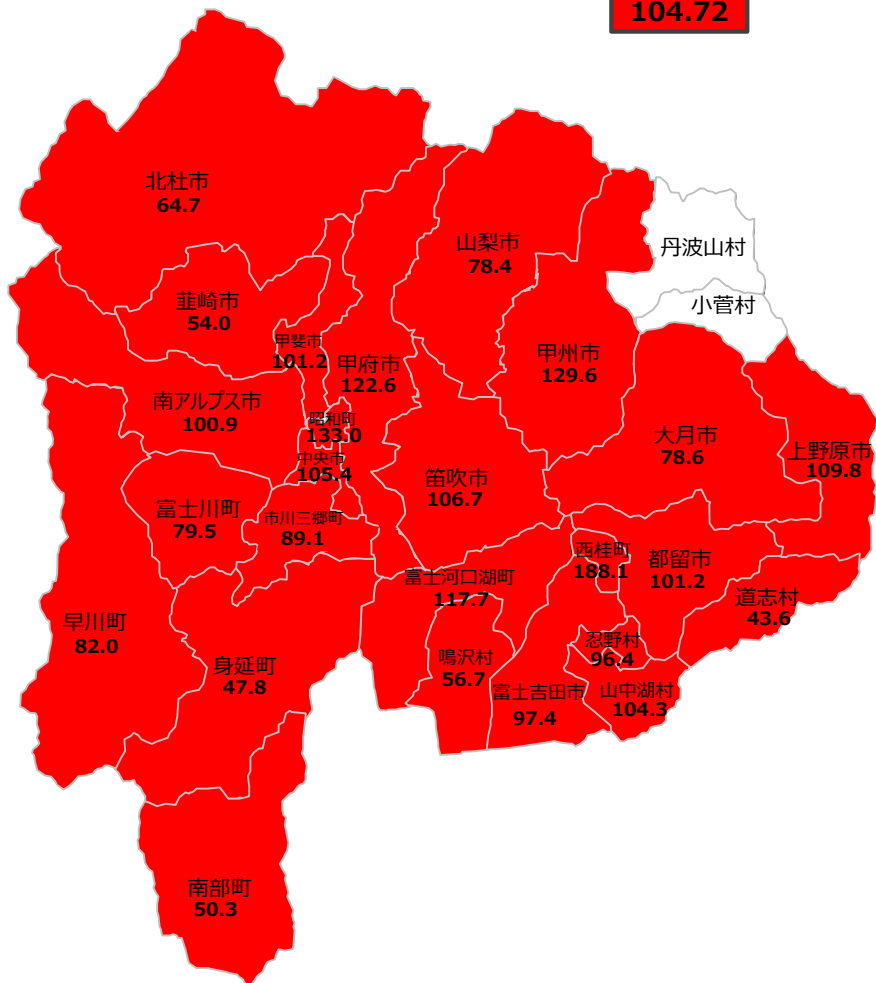 104.72
北杜市
64.7
丹波山村
山梨市
78.4
小菅村
韮崎市
54.0
甲斐市
101.2
甲府市
122.6
甲州市
129.6
南アルプス市
100.9
昭和町
133.0
大月市
78.6
上野原市
109.8
中央市
105.4
笛吹市
106.7
富士川町
79.5
市川三郷町
89.1
西桂町
188.1
都留市
101.2
富士河口湖町
117.7
道志村
43.6
早川町
82.0
忍野村
96.4
身延町
47.8
鳴沢村
56.7
富士吉田市
97.4
山中湖村
104.3
南部町
50.3